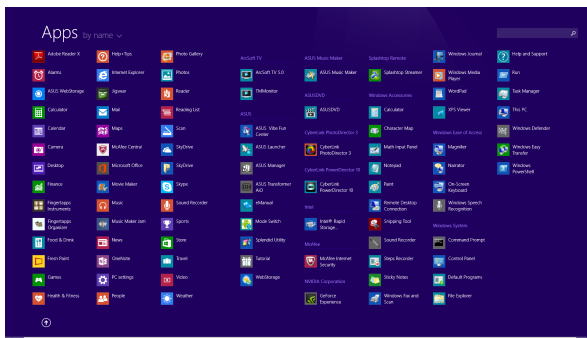 Apps by name
Adobe Reader X
Alarms
ASUS WebStorage
Calculator
Calendar
Camera
Desktop
Finance
Fingertapps
Instruments
Fingertapps
Organizer
Food & Drink
Fresh Paint
Games
Health & Fitness
Help+Tips
Internet Explorer
Jigsaw
Mail
Maps
McAfee Central
Microsoft Office
Movie Maker
Music
Music Maker Jam
News
OneNote
PC settings
People
Photo Gallery
Photos
Reader
Reading List
Scan
SkyDrive
SkyDrive
Skype
Sound Recorder
Sports
Store
Travel
Video
Weather
ArcSoft TV
ArcSoft TV 5.0
TMMonitor
ASUS
ASUS Vibe Fun
Center
ASUS Launcher
ASUS Manager
ASUS Transformer
AiO
eManual
Mode Switch
Splendid Utility
Tutorial
WebStorage
ASUS Music Maker
ASUS Music Maker
ASUSDVD
ASUSDVD
CyberLink PhotoDirector 3
CyberLink
PhotoDirector 3
CyberLink PowerDirector 10
CyberLink
PowerDirector 10
Intel
Intel® Rapid
Storage...
McAfee
McAfee Internet
Security
NVIDIA Corporation
GeForce
Experience
Splashtop Remote
Splashtop Streamer
Windows Accessories
Calculator
Character Map
Math Input Panel
Notepad
Paint
Remote Desktop
Connection
Snipping Tool
Sound Recorder
Steps Recorder
Sticky Notes
Windows Fax and
Scan
Windows Journal
Windows Media
Player
WordPad
XPS Viewer
Windows Ease of Access
Magnifier
Narrator
On-Screen
Keyboard
Windows Speech
Recognition
Windows System
Command Prompt
Control Panel
Default Programs
File Explorer
Help and Support
Run
Task Manager
This PC
Windows Defender
Windows Easy
Transfer
Windows
PowerShell